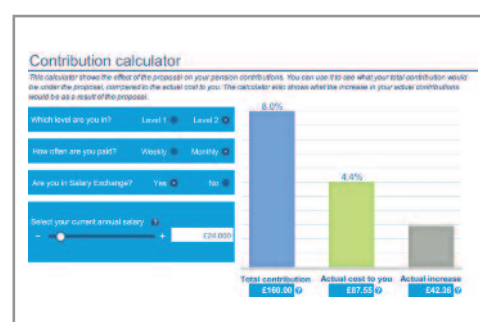 Contribution calculator
This calculator shows the effect of the proposal on your pension contributions. You can use it to see what your total contribution would
be under the proposal, compared to the actual cost to you. The calculator also shows what the increase in your actual contributions
would be as a result of the proposal.
Which level are you in? Level 1 Level 2
How often are you paid? Weekly Monthly
Are you in Salary Exchange? Yes No
Select your current annual salary ?
- + £24,000
8.0%
4.4%
Total contribution Actual cost to you Actual increase
£160.00 ? £87.55 ? £42.36 ?